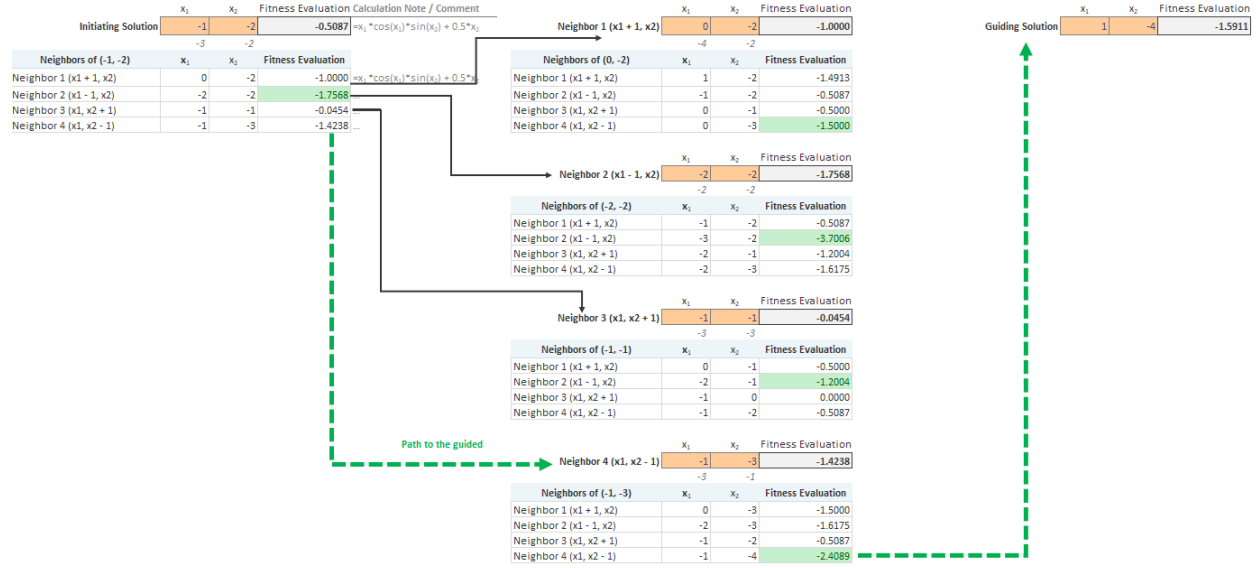 x₁ x₂ Fitness Evaluation Calculation Note / Comment
Initiating Solution -1 -2 -0.5087 =x₁ *cos(x₁)*sin(x₂) + 0.5*x₂
-3 -2
Neighbors of (-1, -2) x₁ x₂ Fitness Evaluation
Neighbor 1 (x1 + 1, x2) 0 -2 -1.0000 =x₁ *cos(x₁)*sin(x₂) + 0.5*x₂
Neighbor 2 (x1 - 1, x2) -2 -2 -1.7568 ...
Neighbor 3 (x1, x2 + 1) -1 -1 -0.0454 ...
Neighbor 4 (x1, x2 - 1) -1 -3 -1.4238 ...
x₁ x₂ Fitness Evaluation
Neighbor 1 (x1 + 1, x2) 0 -2 -1.0000
-4 -2
Neighbors of (0, -2) x₁ x₂ Fitness Evaluation
Neighbor 1 (x1 + 1, x2) 1 -2 -1.4913
Neighbor 2 (x1 - 1, x2) -1 -2 -0.5087
Neighbor 3 (x1, x2 + 1) 0 -1 -0.5000
Neighbor 4 (x1, x2 - 1) 0 -3 -1.5000
x₁ x₂ Fitness Evaluation
Neighbor 2 (x1 - 1, x2) -2 -2 -1.7568
-2 -2
Neighbors of (-2, -2) x₁ x₂ Fitness Evaluation
Neighbor 1 (x1 + 1, x2) -1 -2 -0.5087
Neighbor 2 (x1 - 1, x2) -3 -2 -3.7006
Neighbor 3 (x1, x2 + 1) -2 -1 -1.2004
Neighbor 4 (x1, x2 - 1) -2 -3 -1.6175
x₁ x₂ Fitness Evaluation
Neighbor 3 (x1, x2 + 1) -1 -1 -0.0454
-3 -3
Neighbors of (-1, -1) x₁ x₂ Fitness Evaluation
Neighbor 1 (x1 + 1, x2) 0 -1 -0.5000
Neighbor 2 (x1 - 1, x2) -2 -1 -1.2004
Neighbor 3 (x1, x2 + 1) -1 0 0.0000
Neighbor 4 (x1, x2 - 1) -1 -2 -0.5087
Path to the guided
x₁ x₂ Fitness Evaluation
Neighbor 4 (x1, x2 - 1) -1 -3 -1.4238
-3 -1
Neighbors of (-1, -3) x₁ x₂ Fitness Evaluation
Neighbor 1 (x1 + 1, x2) 0 -3 -1.5000
Neighbor 2 (x1 - 1, x2) -2 -3 -1.6175
Neighbor 3 (x1, x2 + 1) -1 -2 -0.5087
Neighbor 4 (x1, x2 - 1) -1 -4 -2.4089
x₁ x₂ Fitness Evaluation
Guiding Solution 1 -4 -1.5911